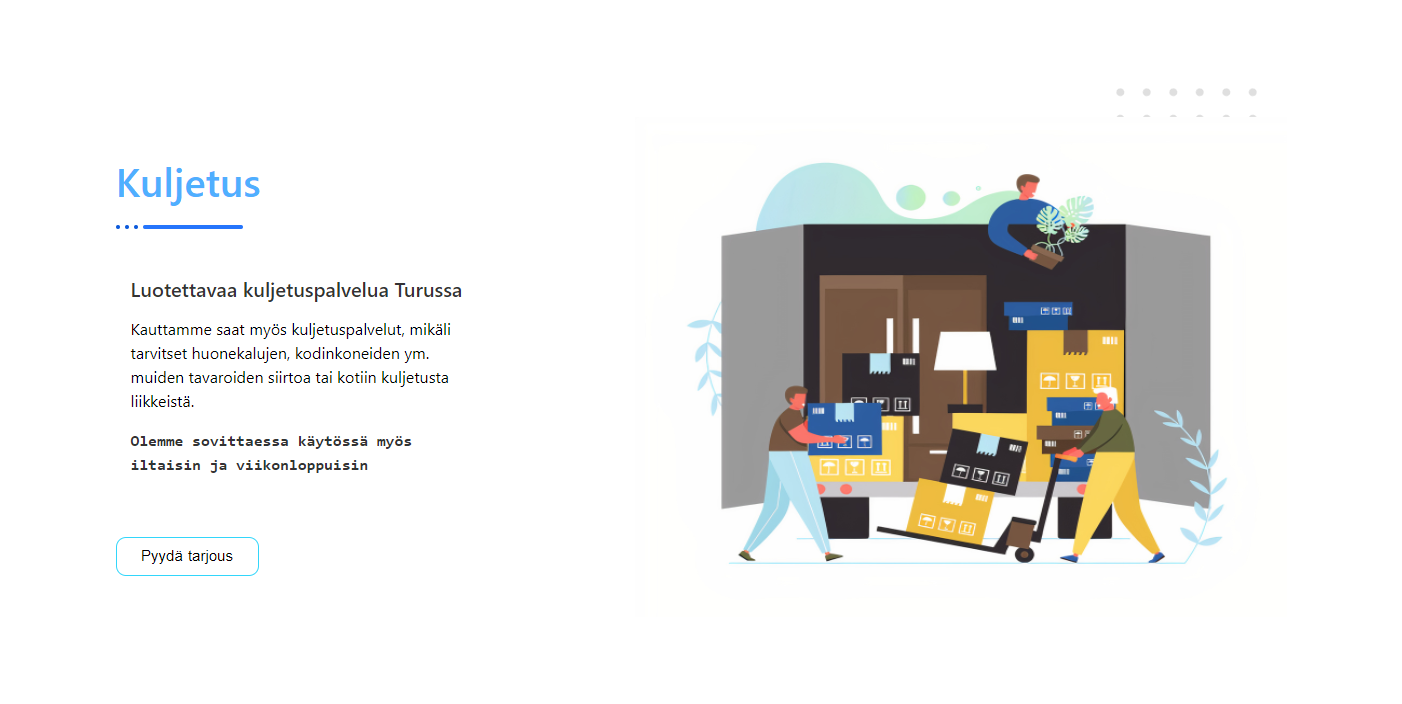 Kuljetus
Luotettavaa kuljetuspalvelua Turussa
Kauttamme saat myös kuljetuspalvelut, mikäli
tarvitset huonekalujen, kodinkoneiden ym.
muiden tavaroiden siirtoa tai kotiin kuljetusta
liikkeistä.
Olemme sovittaessa käytössä myös
iltaisin ja viikonloppuisin
Pyydä tarjous